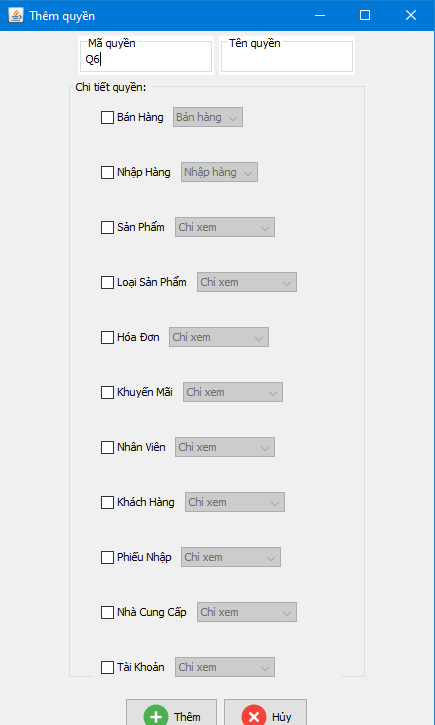 Thêm quyền
Mã quyền
Tên quyền
Q6
Chi tiết quyền:
Bán Hàng Bán hàng
Nhập Hàng Nhập hàng
Sản Phẩm Chỉ xem
Loại Sản Phẩm Chỉ xem
Hóa Đơn Chỉ xem
Khuyến Mãi Chỉ xem
Nhân Viên Chỉ xem
Khách Hàng Chỉ xem
Phiếu Nhập Chỉ xem
Nhà Cung Cấp Chỉ xem
Tài Khoản Chỉ xem
Thêm Hủy